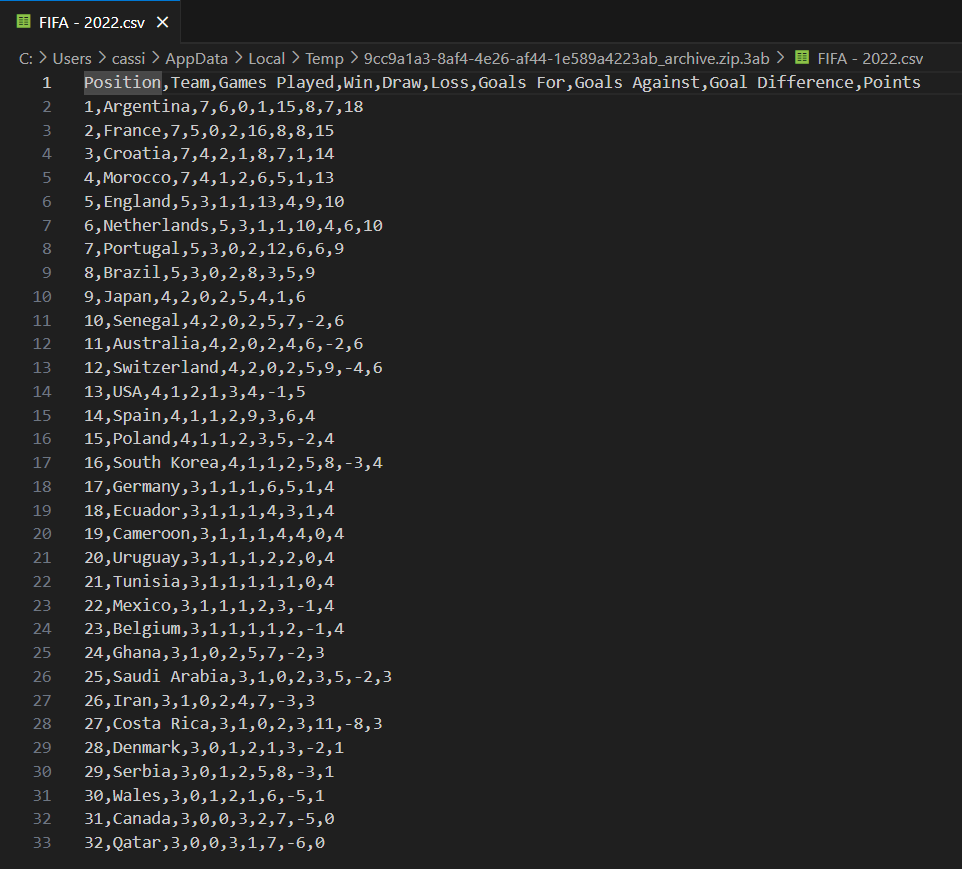 FIFA - 2022.csv
C: > Users > cassi > AppData > Local > Temp > 9cc9a1a3-8af4-4e26-af44-1e589a4223ab_archive.zip.3ab > FIFA - 2022.csv
1 Position,Team,Games Played,Win,Draw,Loss,Goals For,Goals Against,Goal Difference,Points
2 1,Argentina,7,6,0,1,15,8,7,18
3 2,France,7,5,0,2,16,8,8,15
4 3,Croatia,7,4,2,1,8,7,1,14
5 4,Morocco,7,4,1,2,6,5,1,13
6 5,England,5,3,1,1,13,4,9,10
7 6,Netherlands,5,3,1,1,10,4,6,10
8 7,Portugal,5,3,0,2,12,6,6,9
9 8,Brazil,5,3,0,2,8,3,5,9
10 9,Japan,4,2,0,2,5,4,1,6
11 10,Senegal,4,2,0,2,5,7,-2,6
12 11,Australia,4,2,0,2,4,6,-2,6
13 12,Switzerland,4,2,0,2,5,9,-4,6
14 13,USA,4,1,2,1,3,4,-1,5
15 14,Spain,4,1,1,2,9,3,6,4
16 15,Poland,4,1,1,2,3,5,-2,4
17 16,South Korea,4,1,1,2,5,8,-3,4
18 17,Germany,3,1,1,1,6,5,1,4
19 18,Ecuador,3,1,1,1,4,3,1,4
20 19,Cameroon,3,1,1,1,4,4,0,4
21 20,Uruguay,3,1,1,1,2,2,0,4
22 21,Tunisia,3,1,1,1,1,1,0,4
23 22,Mexico,3,1,1,1,2,3,-1,4
24 23,Belgium,3,1,1,1,1,2,-1,4
25 24,Ghana,3,1,0,2,5,7,-2,3
26 25,Saudi Arabia,3,1,0,2,3,5,-2,3
27 26,Iran,3,1,0,2,4,7,-3,3
28 27,Costa Rica,3,1,0,2,3,11,-8,3
29 28,Denmark,3,0,1,2,1,3,-2,1
30 29,Serbia,3,0,1,2,5,8,-3,1
31 30,Wales,3,0,1,2,1,6,-5,1
32 31,Canada,3,0,0,3,2,7,-5,0
33 32,Qatar,3,0,0,3,1,7,-6,0